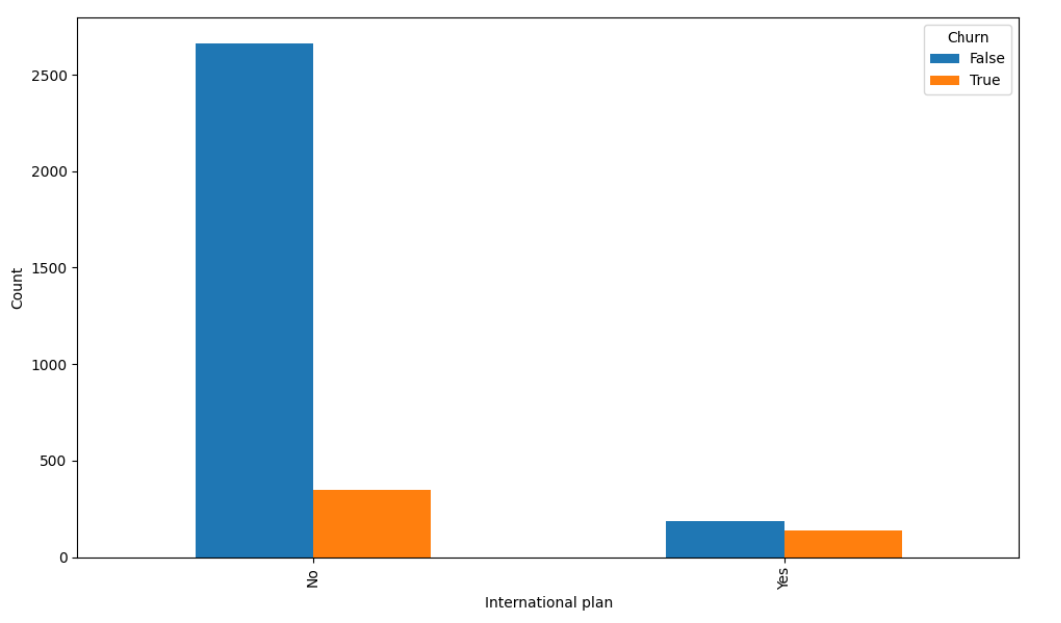 Churn
False
True
2500
2000
1500
1000
500
0
Count
No
Yes
International plan